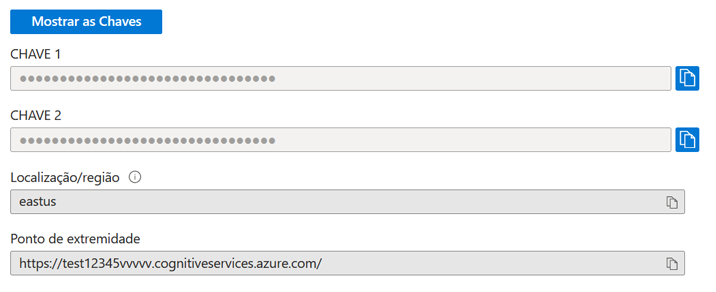 Mostrar as Chaves
CHAVE 1
●●●●●●●●●●●●●●●●●●●●●●●●●●●●●●●●
CHAVE 2
●●●●●●●●●●●●●●●●●●●●●●●●●●●●●●●●
Localização/região
eastus
Ponto de extremidade
https://test12345vvvvv.cognitiveservices.azure.com/